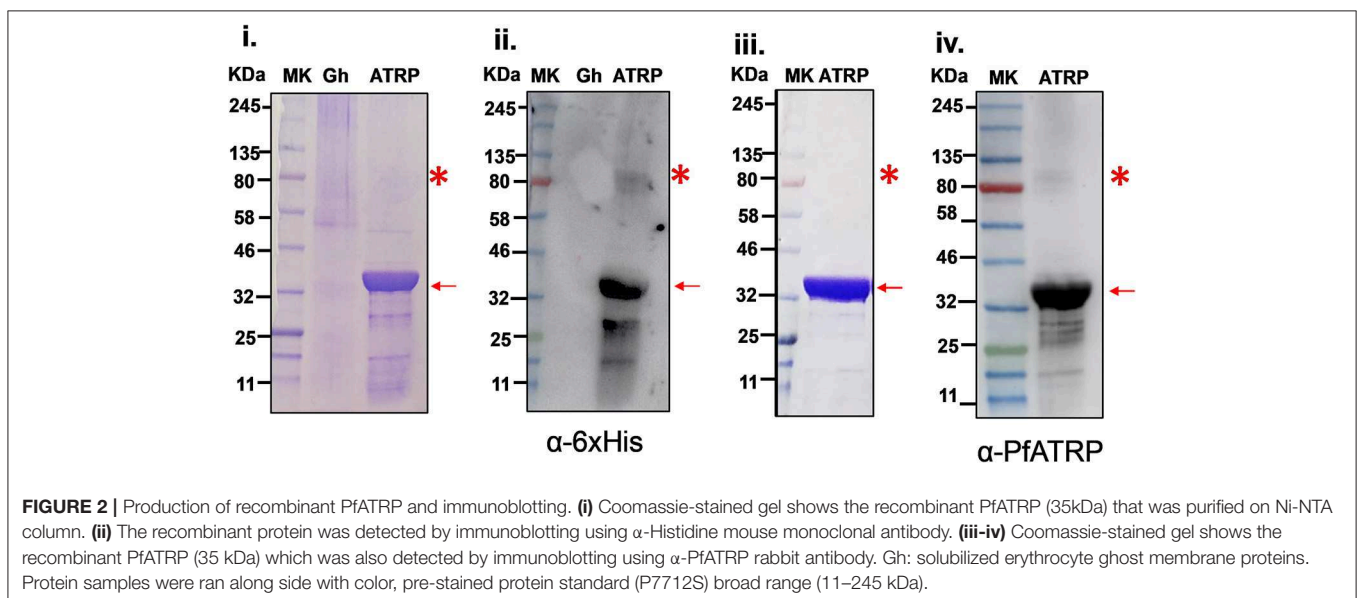 i.
KDa MK Gh ATRP
245
135
80
*
58
46
32
25
11
ii.
KDa MK Gh ATRP
245
135
80
*
58
46
32
25
11
α-6xHis
iii.
KDa MK ATRP
245
135
80
*
58
46
32
25
11
iv.
KDa MK ATRP
245
135
80
*
58
46
32
25
11
α-PfATRP
FIGURE 2 | Production of recombinant PfATRP and immunoblotting. (i) Coomassie-stained gel shows the recombinant PfATRP (35kDa) that was purified on Ni-NTA
column. (ii) The recombinant protein was detected by immunoblotting using α-Histidine mouse monoclonal antibody. (iii-iv) Coomassie-stained gel shows the
recombinant PfATRP (35 kDa) which was also detected by immunoblotting using α-PfATRP rabbit antibody. Gh: solubilized erythrocyte ghost membrane proteins.
Protein samples were ran along side with color, pre-stained protein standard (P7712S) broad range (11–245 kDa).